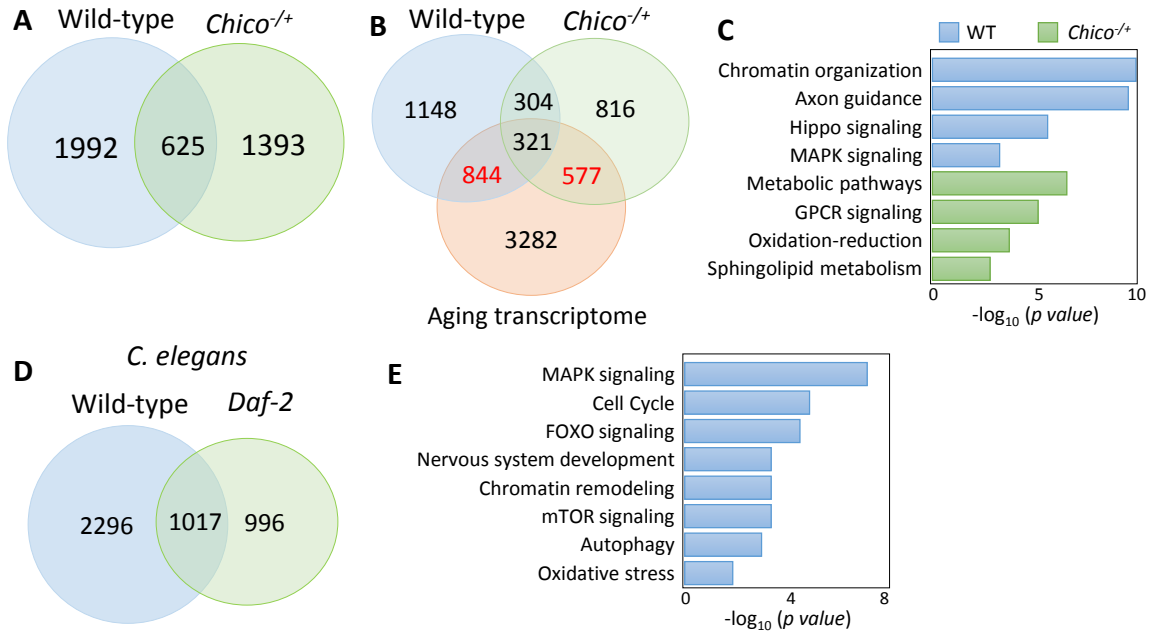 A
Wild-type
Chico-/+
1992
625
1393
B
Wild-type
Chico-/+
1148
304
816
321
844
577
3282
Aging transcriptome
C
WT
Chico-/+
Chromatin organization
Axon guidance
Hippo signaling
MAPK signaling
Metabolic pathways
GPCR signaling
Oxidation-reduction
Sphingolipid metabolism
0 5 10
-log10 (p value)
D
C. elegans
Wild-type
Daf-2
2296
1017
996
E
MAPK signaling
Cell Cycle
FOXO signaling
Nervous system development
Chromatin remodeling
mTOR signaling
Autophagy
Oxidative stress
0 4 8
-log10 (p value)